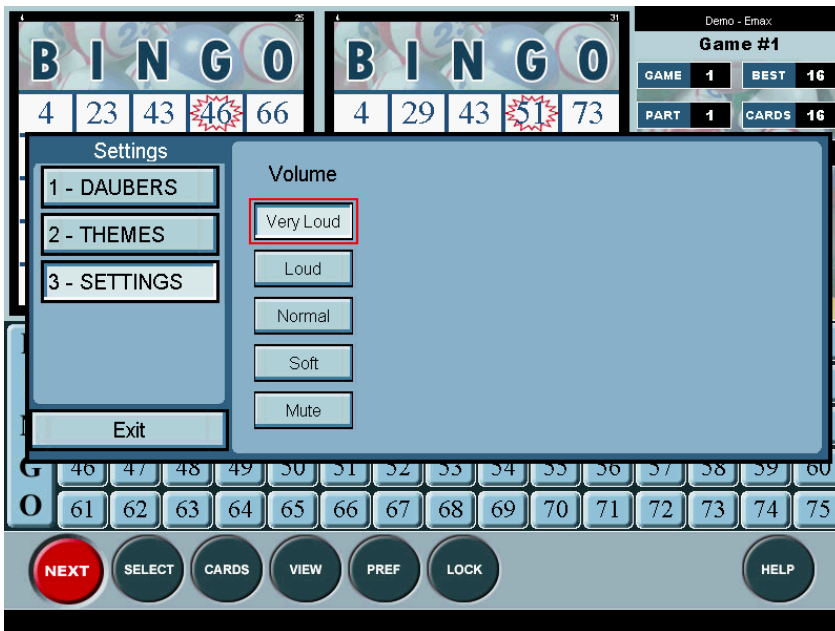 25
31
Demo - Emax
Game #1
BINGO
BINGO
GAME 1 BEST 16
4 23 43 46 66
4 29 43 51 73
PART 1 CARDS 16
Settings
1 - DAUBERS
2 - THEMES
3 - SETTINGS
Exit
Volume
Very Loud
Loud
Normal
Soft
Mute
G 46 47 48 49 50 51 52 53 54 55 56 57 58 59 60
O 61 62 63 64 65 66 67 68 69 70 71 72 73 74 75
NEXT SELECT CARDS VIEW PREF LOCK HELP